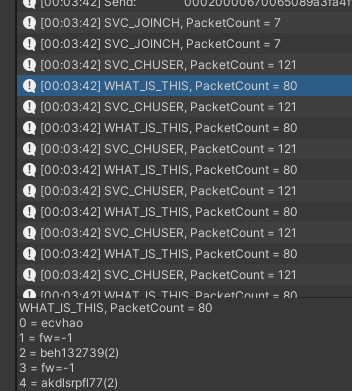 [00:03:42] Send: 00020000670065089a3fa4f
[00:03:42] SVC_JOINCH, PacketCount = 7
[00:03:42] SVC_JOINCH, PacketCount = 7
[00:03:42] SVC_CHUSER, PacketCount = 121
[00:03:42] WHAT_IS_THIS, PacketCount = 80
[00:03:42] SVC_CHUSER, PacketCount = 121
[00:03:42] WHAT_IS_THIS, PacketCount = 80
[00:03:42] SVC_CHUSER, PacketCount = 121
[00:03:42] WHAT_IS_THIS, PacketCount = 80
[00:03:42] SVC_CHUSER, PacketCount = 121
[00:03:42] WHAT_IS_THIS, PacketCount = 80
[00:03:42] SVC_CHUSER, PacketCount = 121
[00:03:42] WHAT_IS_THIS, PacketCount = 80
[00:03:42] SVC_CHUSER, PacketCount = 121
[00:03:42] WHAT_IS_THIS, PacketCount = 80
WHAT_IS_THIS, PacketCount = 80
0 = ecvhao
1 = fw=-1
2 = beh132739(2)
3 = fw=-1
4 = akdlsrpfl77(2)